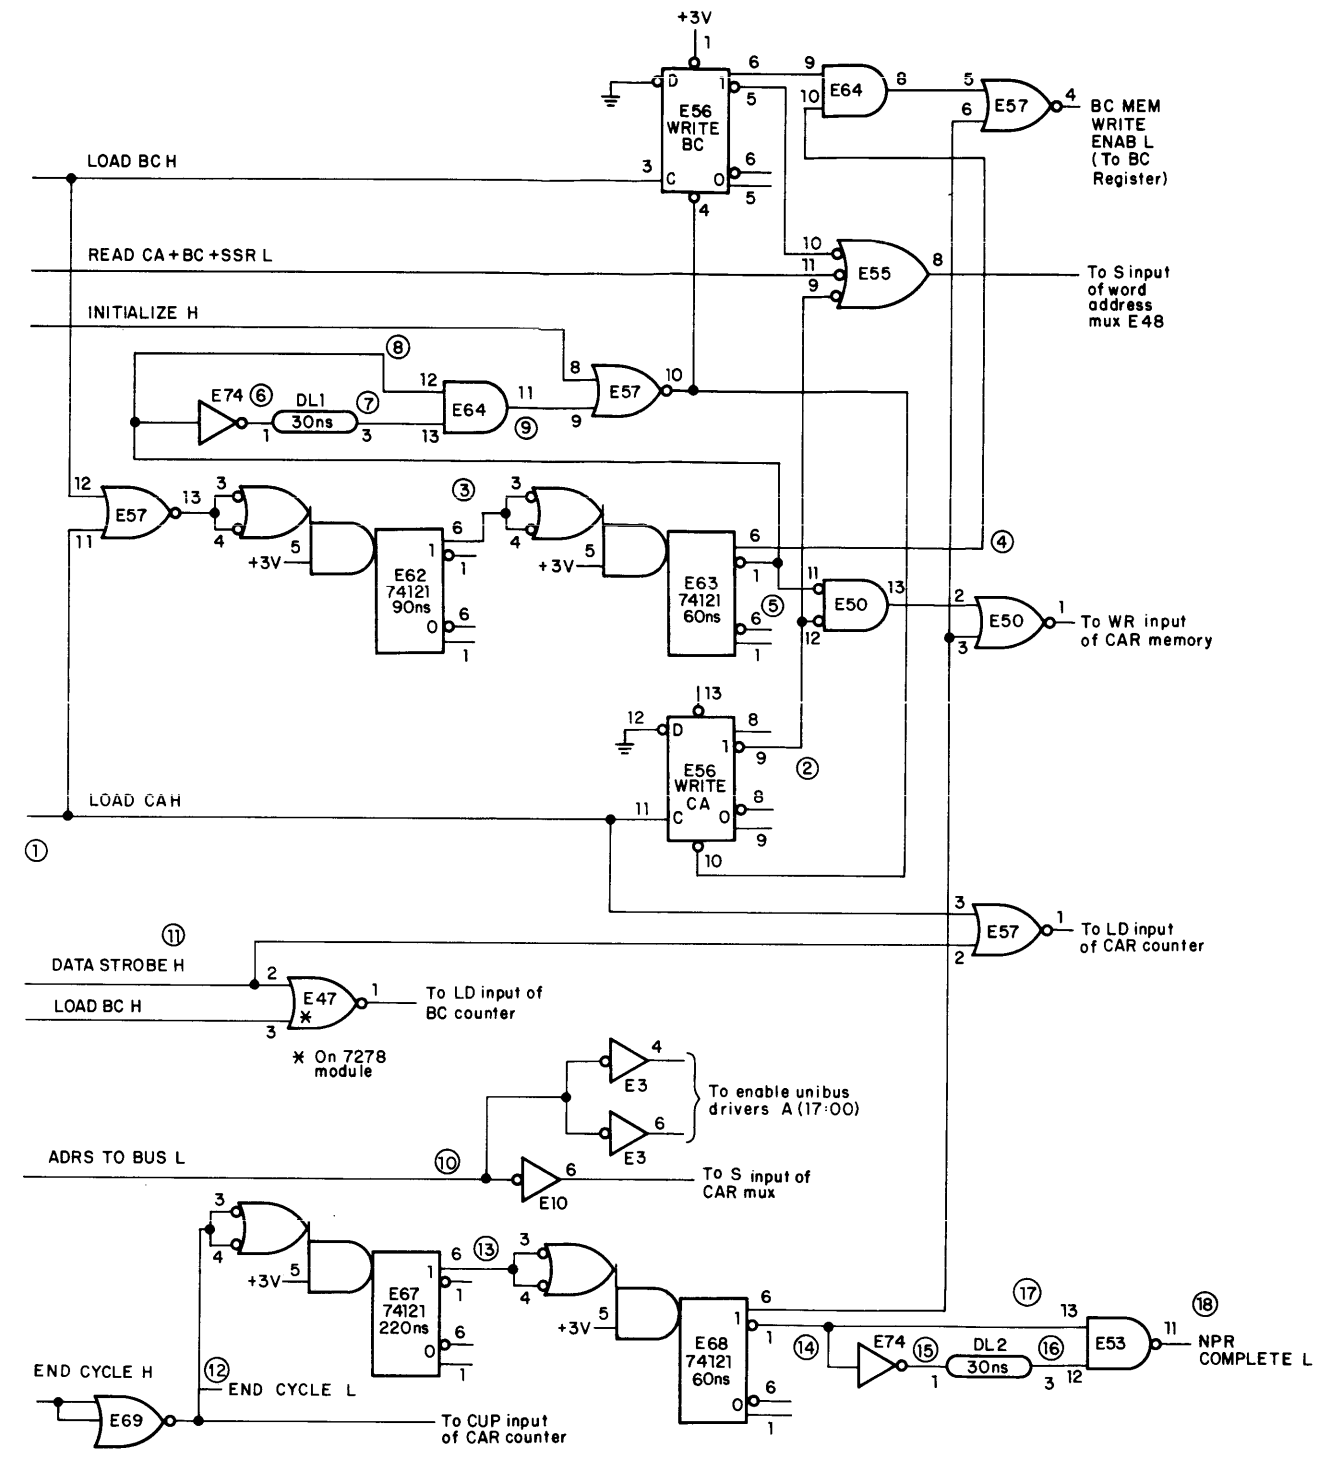 +3V
1
D
1
6
5
9
10
E64
8
5
6
E57
4
BC MEM
WRITE
ENAB L
(To BC
Register)
E56
WRITE
BC
LOAD BC H
3
C
O
6
5
4
READ CA+BC+SSR L
10
11
9
E55
8
To S input
of word
address
mux E48
INITIALIZE H
8
E74
6
1
DL1
30ns
7
3
12
13
E64
11
9
8
9
E57
10
12
11
E57
13
3
4
+3V
5
E62
74121
90ns
1
6
1
O
6
1
3
3
4
+3V
5
E63
74121
60ns
6
1
5
6
1
4
11
12
E50
13
2
3
E50
1
To WR input
of CAR memory
13
12
D
1
8
9
2
E56
WRITE
CA
LOAD CA H
11
C
O
8
9
10
1
3
2
E57
1
To LD input
of CAR counter
11
DATA STROBE H
2
LOAD BC H
3
E47
*
1
To LD input of
BC counter
* On 7278
module
4
E3
6
E3
To enable unibus
drivers A (17:00)
ADRS TO BUS L
10
6
E10
To S input of
CAR mux
3
4
+3V
5
E67
74121
220ns
1
6
1
O
6
1
13
3
4
+3V
5
E68
74121
60ns
1
6
1
O
6
1
14
E74
15
1
DL2
30ns
16
3
17
13
12
E53
11
18
NPR
COMPLETE L
END CYCLE H
12
END CYCLE L
E69
To CUP input
of CAR counter